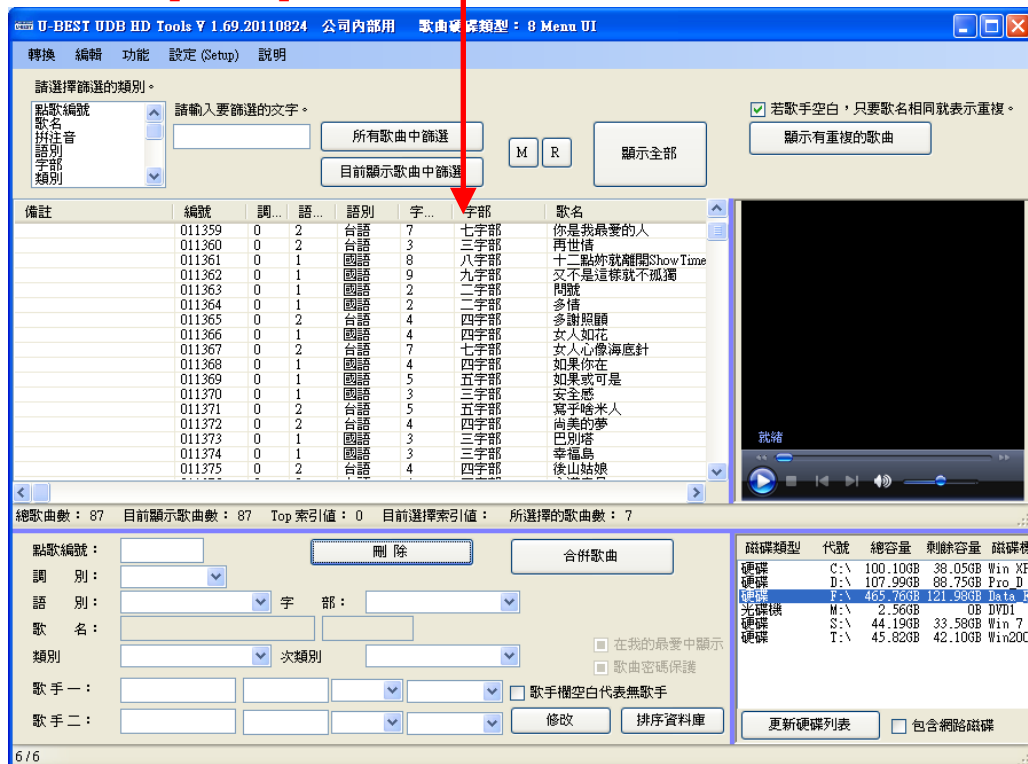 U-BEST UDB HD Tools V 1.69.20110824 公司內部用 歌曲硬碟類型： 8 Menu UI
轉換 編輯 功能 設定 (Setup) 說明
請選擇篩選的類別。
點歌編號
歌名
拼注音
語別
字部
類別
請輸入要篩選的文字。
所有歌曲中篩選
目前顯示歌曲中篩選
M R 顯示全部
若歌手空白，只要歌名相同就表示重複。
顯示有重複的歌曲
備註 編號 調... 語... 語別 字... 字部 歌名
011359 0 2 台語 7 七字部 你是我最愛的人
011360 0 2 台語 3 三字部 再世情
011361 0 1 國語 8 八字部 十二點妳就離開ShowTime
011362 0 1 國語 9 九字部 又不是這樣就不孤獨
011363 0 1 國語 2 二字部 問號
011364 0 1 國語 2 二字部 多情
011365 0 2 台語 4 四字部 多謝照顧
011366 0 1 國語 4 四字部 女人如花
011367 0 2 台語 7 七字部 女人心像海底針
011368 0 1 國語 4 四字部 如果你在
011369 0 1 國語 5 五字部 如果或可是
011370 0 1 國語 3 三字部 安全感
011371 0 2 台語 5 五字部 寫乎啥米人
011372 0 2 台語 4 四字部 尚美的夢
011373 0 1 國語 3 三字部 巴別塔
011374 0 1 國語 3 三字部 幸福島
011375 0 2 台語 4 四字部 後山姑娘
就緒
總歌曲數： 87 目前顯示歌曲數： 87 Top 索引值： 0 目前選擇索引值： 所選擇的歌曲數： 7
點歌編號： 刪 除 合併歌曲
調 別：
語 別： 字 部：
歌 名：
類別 次類別
在我的最愛中顯示
歌曲密碼保護
歌手一： 歌手欄空白代表無歌手
歌手二： 修改 排序資料庫
磁碟類型 代號 總容量 剩餘容量 磁碟
硬碟 C:\ 100.10GB 38.05GB Win XP
硬碟 D:\ 107.99GB 88.75GB Pro_D
硬碟 F:\ 465.76GB 121.98GB Data_F
光碟機 M:\ 2.56GB 0B DVD1
硬碟 S:\ 44.19GB 33.58GB Win 7
硬碟 T:\ 45.82GB 42.10GB Win200
更新硬碟列表 包含網路磁碟
6/6